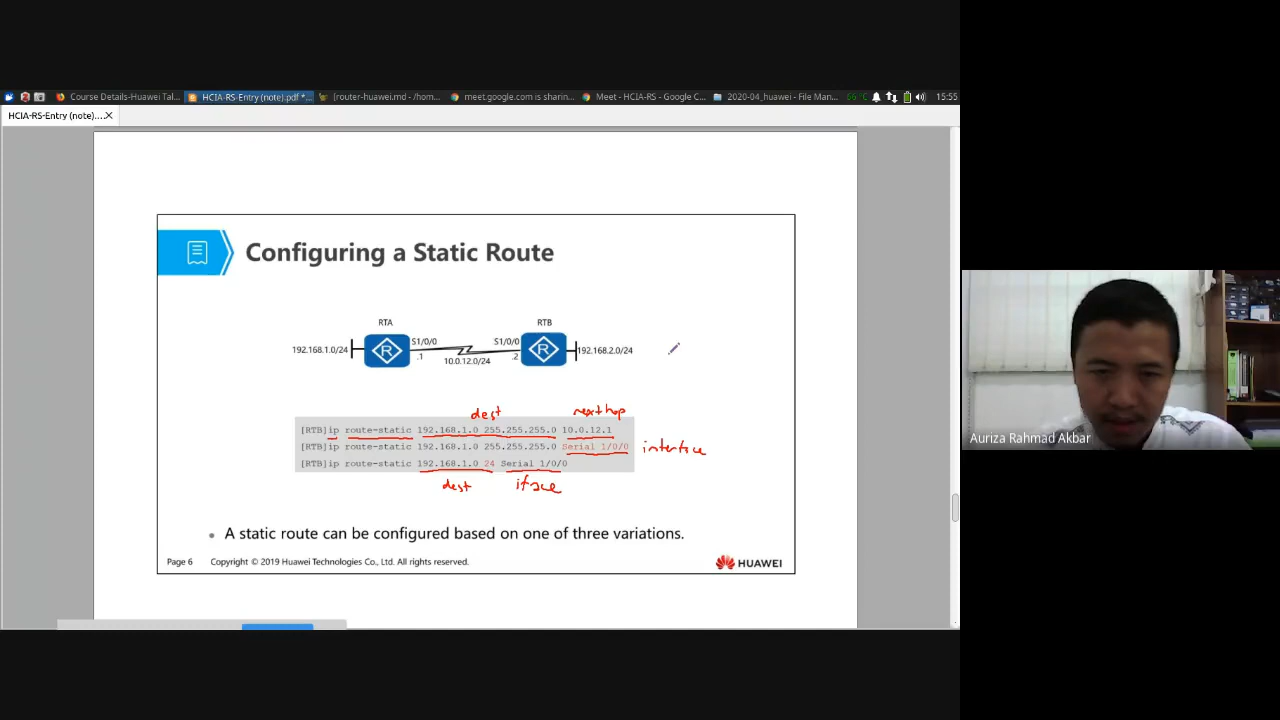 Course Details-Huawei Tal...
HCIA-RS-Entry (note).pdf *...
(router-huawei.md - /hom...
meet.google.com is sharin...
Meet - HCIA-RS - Google C...
2020-04_huawei - File Man...
66 °C
15:55
HCIA-RS-Entry (note)....
Configuring a Static Route
RTA
RTB
192.168.1.0/24
S1/0/0
.1
10.0.12.0/24
S1/0/0
.2
192.168.2.0/24
dest
next hop
[RTB]ip route-static 192.168.1.0 255.255.255.0 10.0.12.1
[RTB]ip route-static 192.168.1.0 255.255.255.0 Serial 1/0/0
interface
[RTB]ip route-static 192.168.1.0 24 Serial 1/0/0
dest
iface
A static route can be configured based on one of three variations.
Page 6
Copyright © 2019 Huawei Technologies Co., Ltd. All rights reserved.
HUAWEI
Auriza Rahmad Akbar